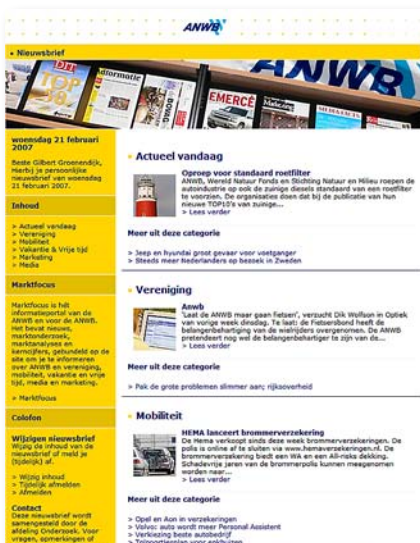 ANWB
• Nieuwsbrief
DIT
TOP
informatie
BOVAG
EMERCE
ANWB
woensdag 21 februari
2007
Beste Gilbert Groenendijk,
Hierbij je persoonlijke
nieuwsbrief van woensdag
21 februari 2007.
Inhoud
> Actueel vandaag
> Vereniging
> Mobiliteit
> Vakantie & Vrije tijd
> Marketing
> Media
Marktfocus
Marktfocus is hét
informatieportal van de
ANWB en voor de ANWB.
Het bevat nieuws,
marktonderzoek,
marktanalyses en
kerncijfers, gebundeld op de
site om je te informeren
over ANWB en vereniging,
mobiliteit, vakantie en vrije
tijd, media en marketing.
> Marktfocus
Colofon
Wijzigen nieuwsbrief
Wijzig de inhoud van de
nieuwsbrief of meld je
(tijdelijk) af.
> Wijzig inhoud
> Tijdelijk afmelden
> Afmelden
Contact
Deze nieuwsbrief wordt
samengesteld door de
afdeling Onderzoek. Voor
vragen, opmerkingen of
Actueel vandaag
Oproep voor standaard roetfilter
ANWB, Wereld Natuur Fonds en Stichting Natuur en Milieu roepen de
autoindustrie op ook de zuinige diesels standaard van een roetfilter
te voorzien. De organisaties doen dat bij de publicatie van hun
nieuwe TOP10's van zuinige...
> Lees verder
Meer uit deze categorie
> Jeep en hyundai groot gevaar voor voetganger
> Steeds meer Nederlanders op bezoek in Zweden
Vereniging
Anwb
'Laat de ANWB maar gaan fietsen', verzucht Dik Wolfson in Optiek
van vorige week dinsdag. Te laat: de Fietsersbond heeft de
belangenbehartiging van de wielrijders overgenomen. De ANWB
pretendeert nog wel de belangenbehartiger te zijn van de...
> Lees verder
Meer uit deze categorie
> Pak de grote problemen slimmer aan; rijksoverheid
Mobiliteit
HEMA lanceert brommerverzekering
De Hema verkoopt sinds deze week brommerverzekeringen. De
polis is online af te sluiten via www.hemaverzekeringen.nl. De
brommerverzekering biedt een WA en een All-risks dekking.
Schadevrije jaren van de brommerpolis kunnen meegenomen
worden naar...
> Lees verder
Meer uit deze categorie
> Opel en Aon in verzekeringen
> Volvo: auto wordt meer Personal Assistent
> Verkiezing beste autobedrijf